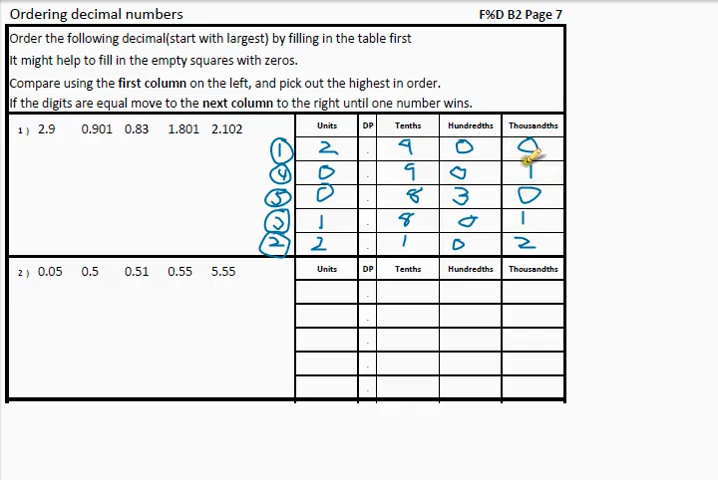 Ordering decimal numbers F%D B2 Page 7
Order the following decimal(start with largest) by filling in the table first
It might help to fill in the empty squares with zeros.
Compare using the first column on the left, and pick out the highest in order.
If the digits are equal move to the next column to the right until one number wins.
1) 2.9 0.901 0.83 1.801 2.102
Units DP Tenths Hundredths Thousandths
1 2 . 9 0 0
4 0 . 9 0 1
5 0 . 8 3 0
3 1 . 8 0 1
2 2 . 1 0 2
2) 0.05 0.5 0.51 0.55 5.55
Units DP Tenths Hundredths Thousandths
.
.
.
.
.